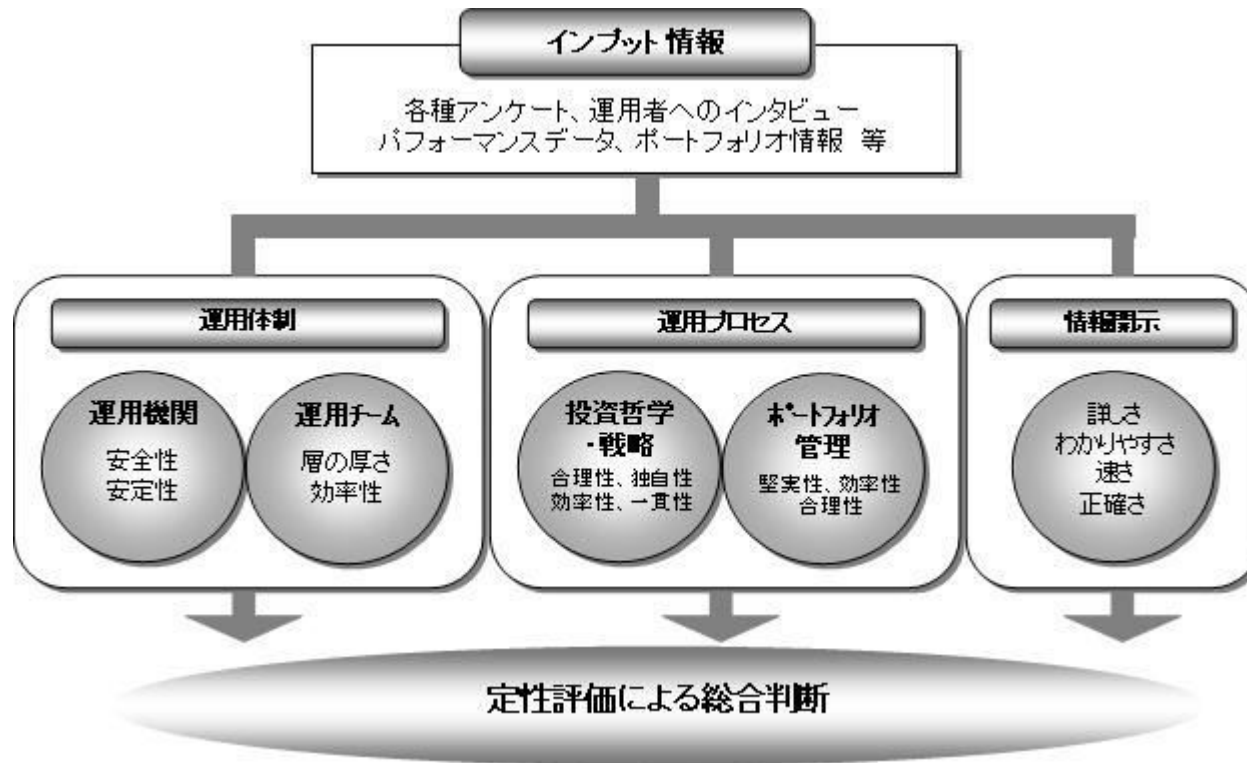 インプット情報
各種アンケート、運用者へのインタビュー
パフォーマンスデータ、ポートフォリオ情報 等
運用体制
運用機関
安全性
安定性
運用チーム
層の厚さ
効率性
運用プロセス
投資哲学
・戦略
合理性、独自性
効率性、一貫性
ポートフォリオ
管理
堅実性、効率性
合理性
情報開示
詳しさ
わかりやすさ
速さ
正確さ
定性評価による総合判断